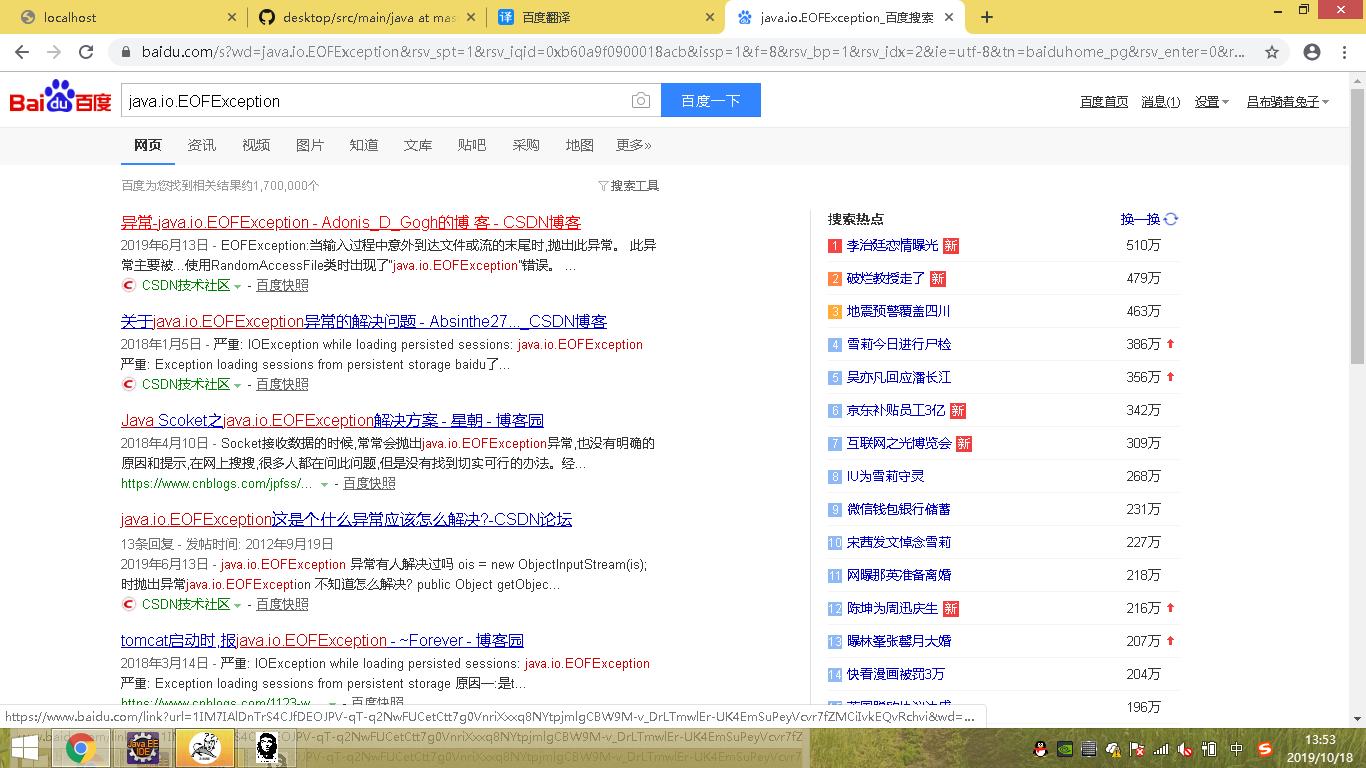 localhost
desktop/src/main/java at mas
百度翻译
java.io.EOFException_百度搜索
baidu.com/s?wd=java.io.EOFException&rsv_spt=1&rsv_iqid=0xb60a9f0900018acb&issp=1&f=8&rsv_bp=1&rsv_idx=2&ie=utf-8&tn=baiduhome_pg&rsv_enter=0&r...
Bai du 百度
java.io.EOFException
百度一下
百度首页 消息(1) 设置 吕布骑着兔子
网页 资讯 视频 图片 知道 文库 贴吧 采购 地图 更多»
百度为您找到相关结果约1,700,000个
搜索工具
异常-java.io.EOFException - Adonis_D_Gogh的博 客 - CSDN博客
2019年6月13日 - EOFException:当输入过程中意外到达文件或流的末尾时,抛出此异常。 此异
常主要被...使用RandomAccessFile类时出现了"java.io.EOFException"错误。 ...
CSDN技术社区 - 百度快照
关于java.io.EOFException异常的解决问题 - Absinthe27..._CSDN博客
2018年1月5日 - 严重: IOException while loading persisted sessions: java.io.EOFException
严重: Exception loading sessions from persistent storage baidu了...
CSDN技术社区 - 百度快照
Java Scoket之java.io.EOFException解决方案 - 星朝 - 博客园
2018年4月10日 - Socket接收数据的时候,常常会抛出java.io.EOFException异常,也没有明确的
原因和提示,在网上搜搜,很多人都在问此问题,但是没有找到切实可行的办法。经...
https://www.cnblogs.com/jpfss/... - 百度快照
java.io.EOFException这是个什么异常应该怎么解决?-CSDN论坛
13条回复 - 发帖时间: 2012年9月19日
2019年6月13日 - java.io.EOFException 异常有人解决过吗 ois = new ObjectInputStream(is);
时抛出异常java.io.EOFException 不知道怎么解决? public Object getObjec...
CSDN技术社区 - 百度快照
tomcat启动时,报java.io.EOFException - ~Forever - 博客园
2018年3月14日 - 严重: IOException while loading persisted sessions: java.io.EOFException
严重: Exception loading sessions from persistent storage 原因一:是t...
https://www.cnblogs.com/1123-w... - 百度快照
搜索热点 换一换
1 李治廷恋情曝光 新 510万
2 破烂教授走了 新 479万
3 地震预警覆盖四川 463万
4 雪莉今日进行尸检 386万
5 吴亦凡回应潘长江 356万
6 京东补贴员工3亿 新 342万
7 互联网之光博览会 新 309万
8 IU为雪莉守灵 268万
9 微信钱包银行储蓄 231万
10 宋茜发文悼念雪莉 227万
11 网曝那英准备离婚 218万
12 陈坤为周迅庆生 新 216万
13 曝林峯张馨月大婚 207万
14 快看漫画被罚3万 204万
196万
Java EE
IDE
中
13:53
2019/10/18